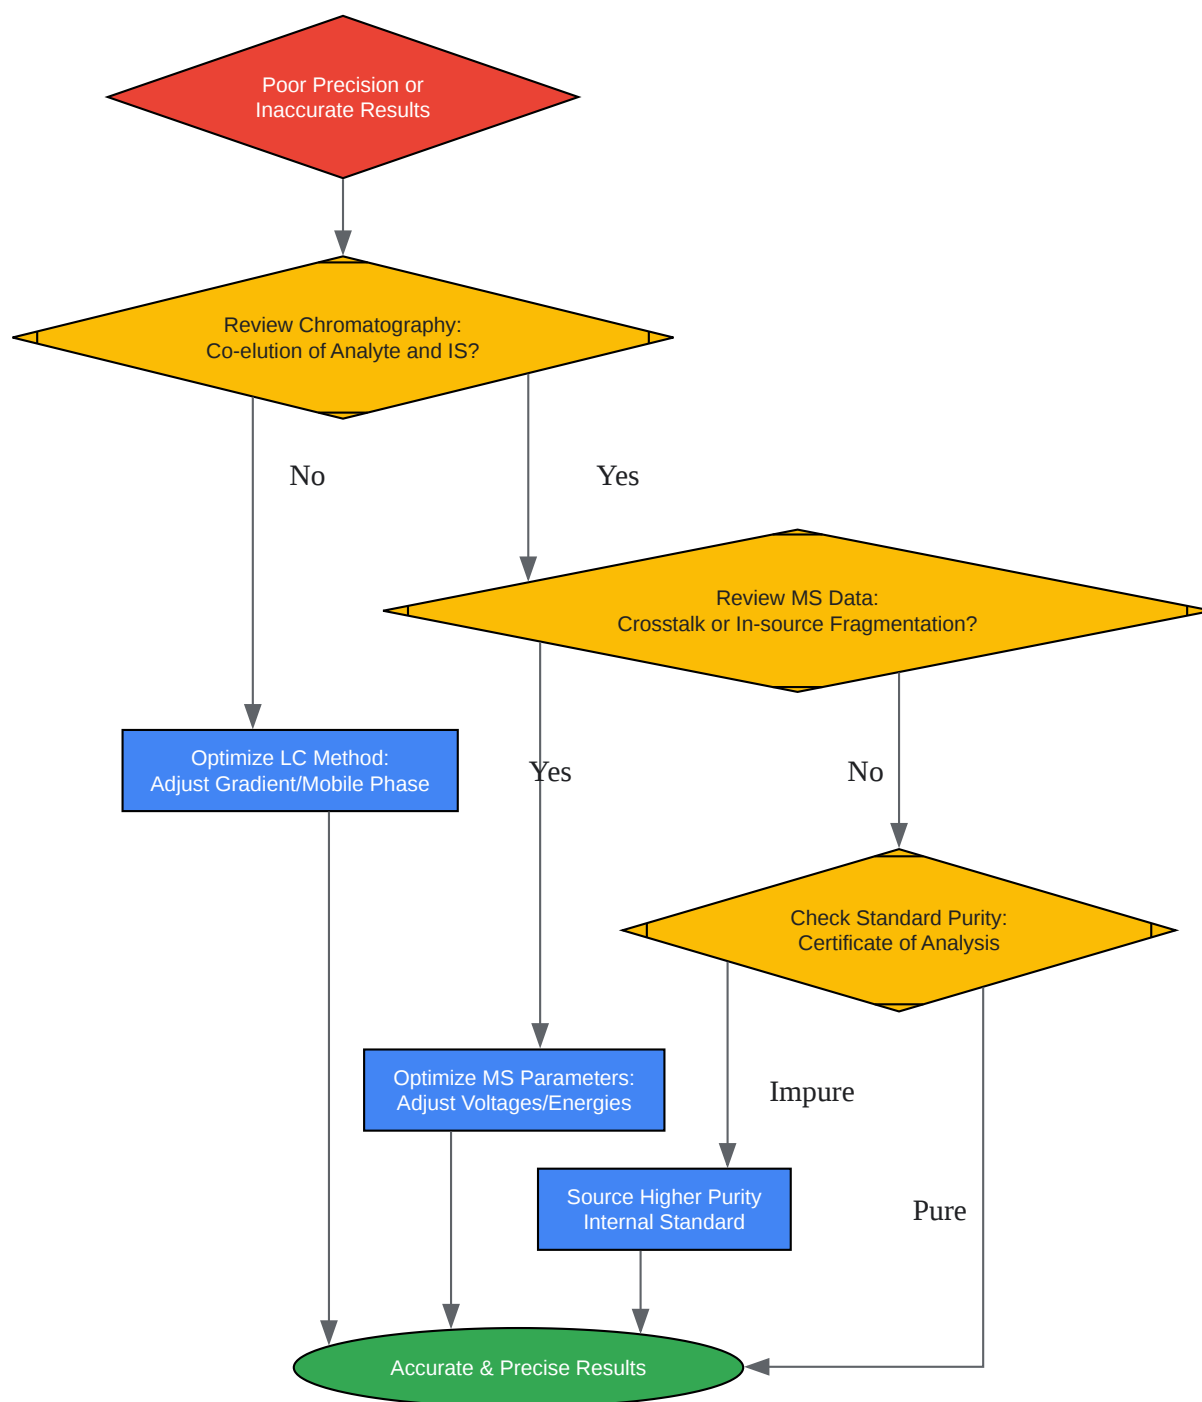 Poor Precision or
Inaccurate Results
Review Chromatography:
Co-elution of Analyte and IS?
No
Yes
Review MS Data:
Crosstalk or In-source Fragmentation?
Optimize LC Method:
Adjust Gradient/Mobile Phase
Yes
No
Check Standard Purity:
Certificate of Analysis
Optimize MS Parameters:
Adjust Voltages/Energies
Impure
Source Higher Purity
Internal Standard
Pure
Accurate & Precise Results